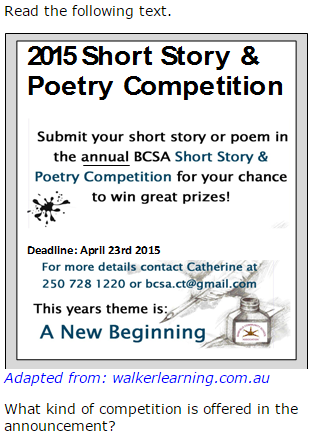 Read the following text.
2015 Short Story &
Poetry Competition
Submit your short story or poem in
the annual BCSA Short Story &
Poetry Competition for your chance
to win great prizes!
Deadline: April 23rd 2015
For more details contact Catherine at
250 728 1220 or bcsa.ct@gmail.com
This years theme is:
A New Beginning
Adapted from: walkerlearning.com.au
What kind of competition is offered in the
announcement?